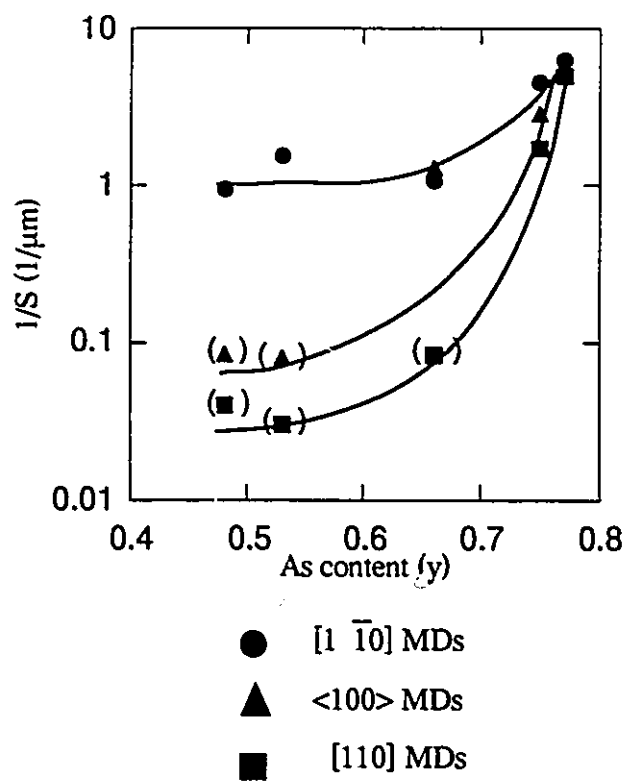 10
1
0.1
0.01
1/S (1/μm)
( ) ( ) ( )
( ) ( )
0.4 0.5 0.6 0.7 0.8
As content (y)
[1 1̅0] MDs
<100> MDs
[110] MDs